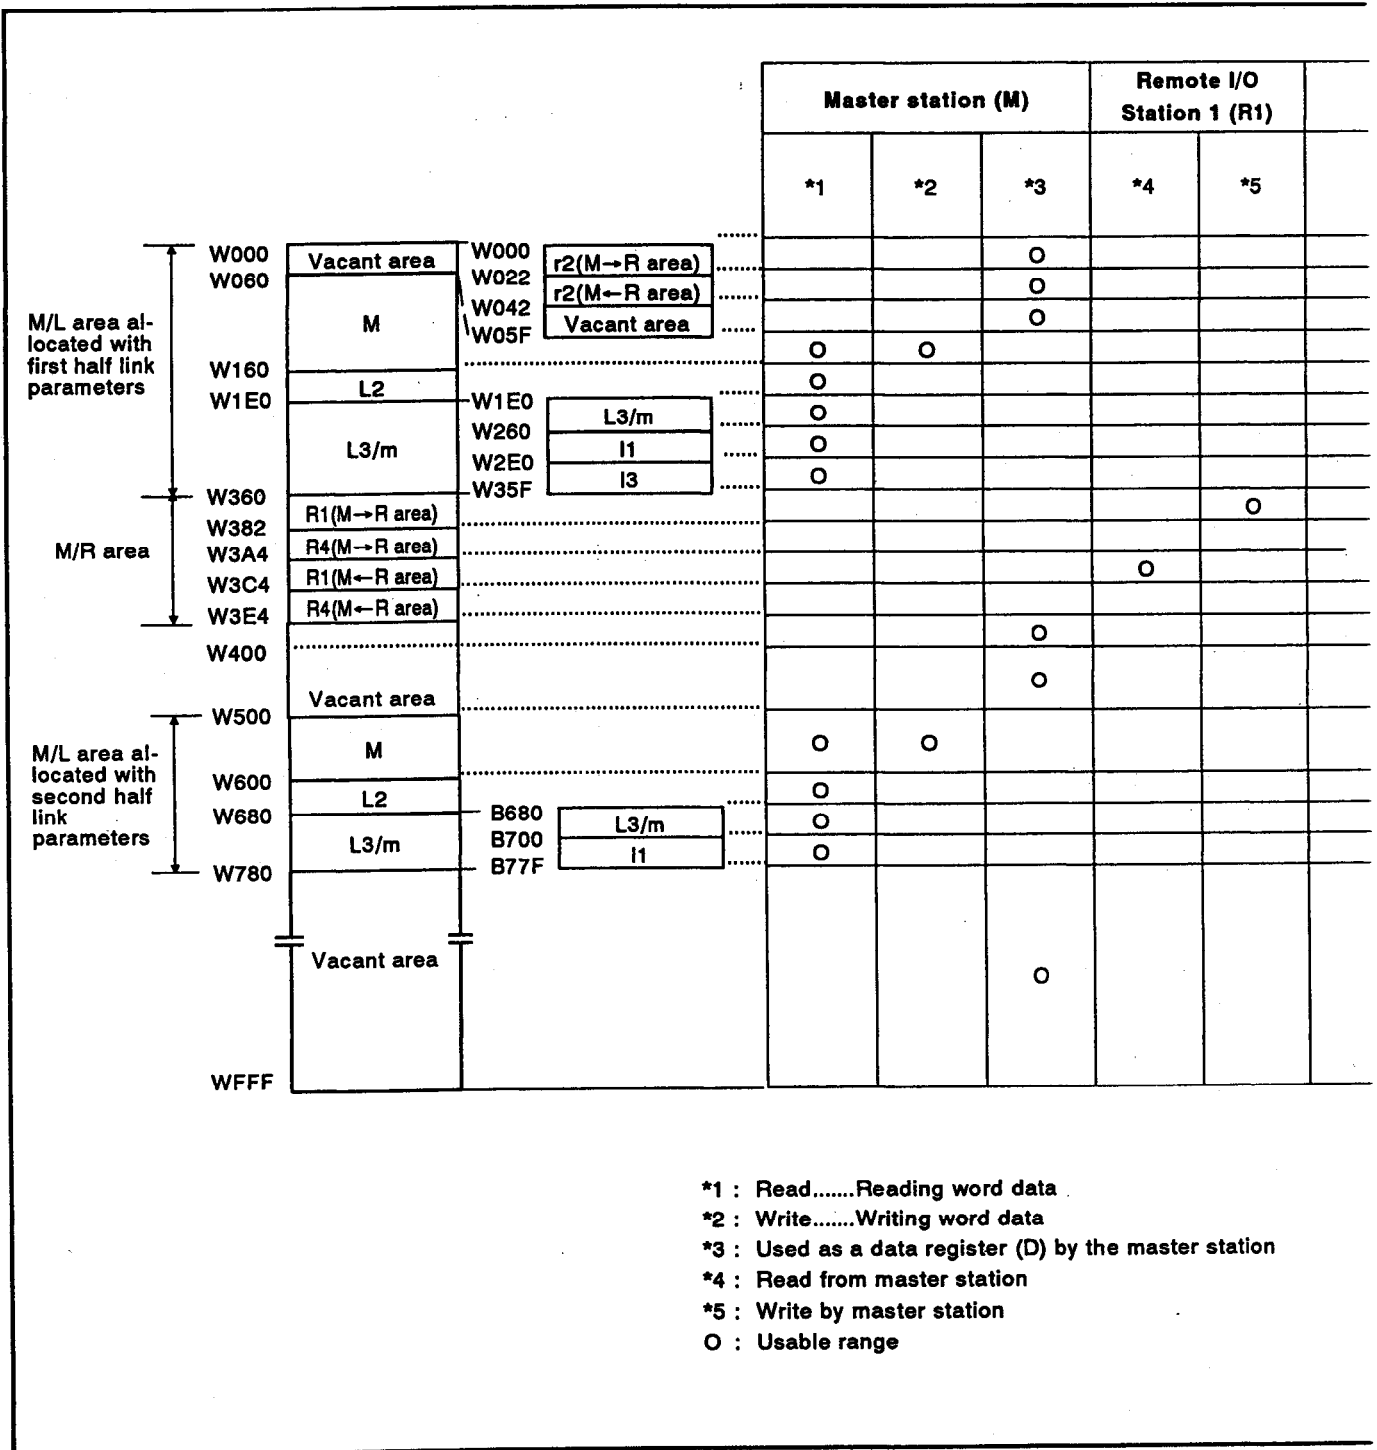 Master station (M)
Remote I/O
Station 1 (R1)
*1 *2 *3 *4 *5
W000 Vacant area W000 r2(M→R area) O
W060 W022 r2(M←R area) O
W042 Vacant area O
M W05F
M/L area al-
located with
first half link
parameters
O O
W160 L2 O
W1E0 W1E0 L3/m O
L3/m W260 l1 O
W2E0 l3 O
W360 W35F
R1(M→R area) O
W382
M/R area
R4(M→R area)
W3A4
R1(M←R area) O
W3C4
R4(M←R area)
W3E4
O
W400
O
Vacant area
W500
M O O
M/L area al-
located with
second half
link
parameters
W600
L2 O
W680 B680 L3/m O
L3/m B700 l1 O
W780 B77F
Vacant area O
WFFF
*1 : Read.......Reading word data
*2 : Write.......Writing word data
*3 : Used as a data register (D) by the master station
*4 : Read from master station
*5 : Write by master station
O : Usable range